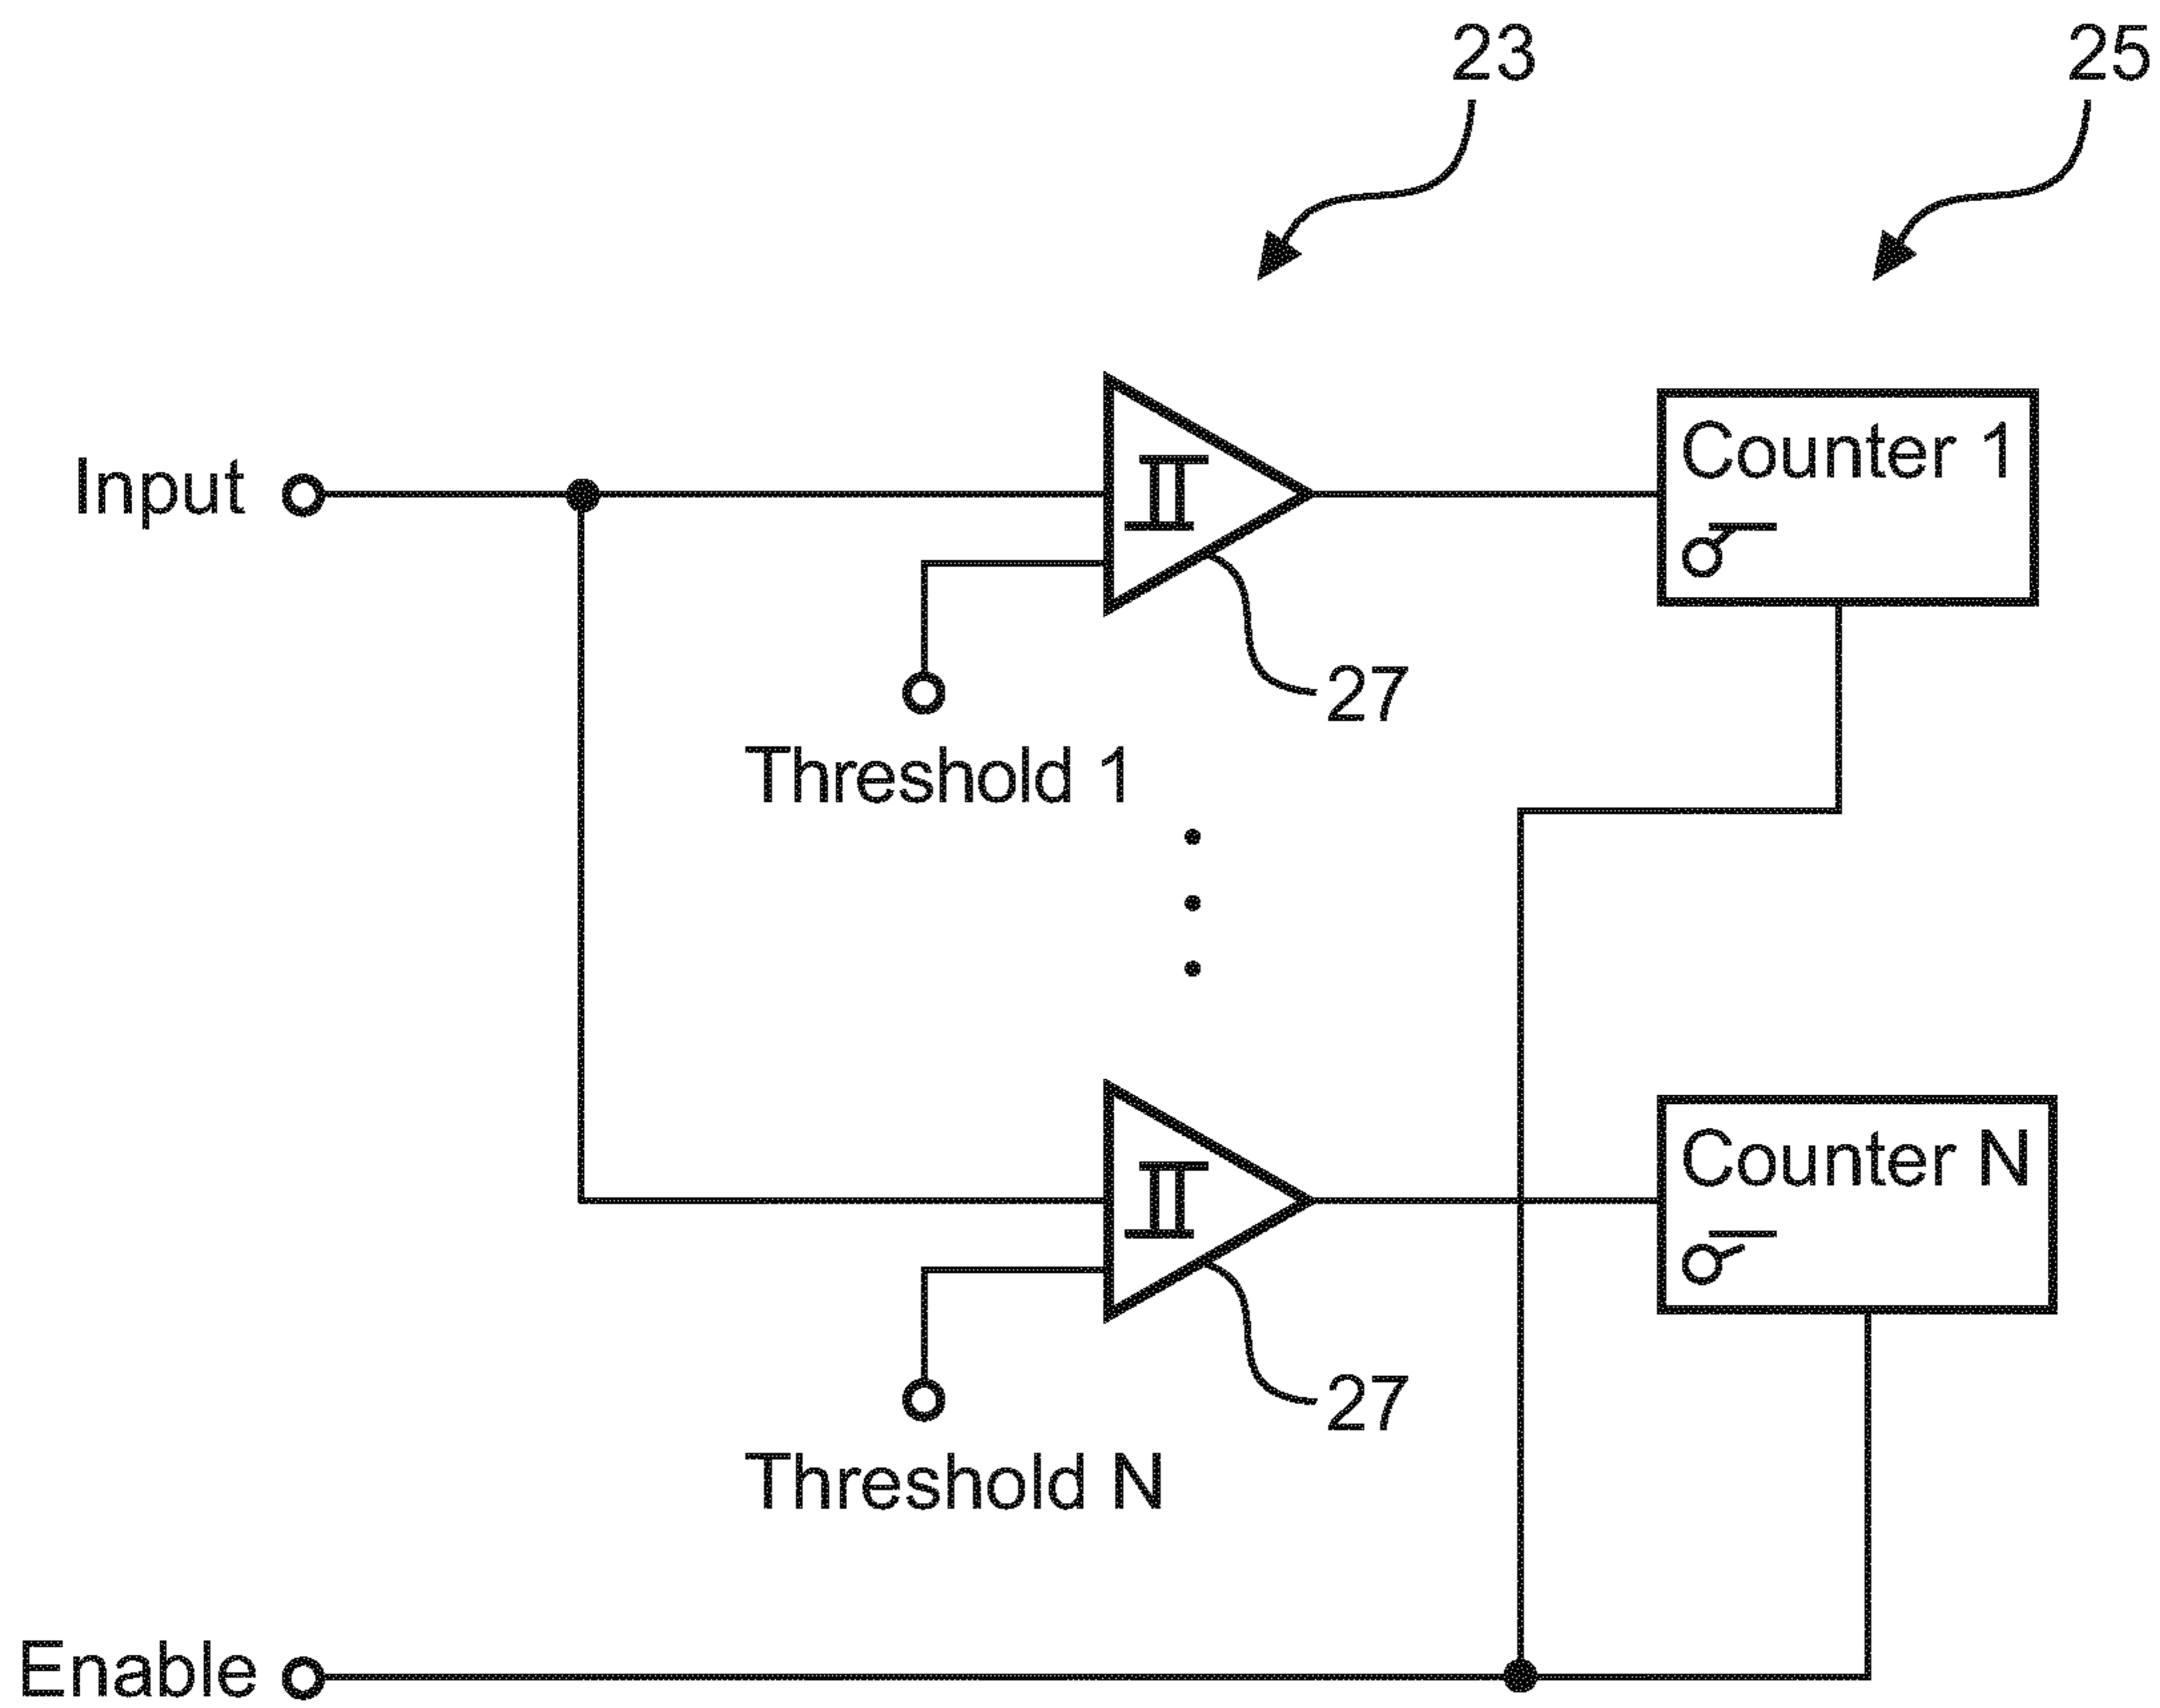 23
25
Input
Counter 1
27
Threshold 1
Counter N
27
Threshold N
Enable